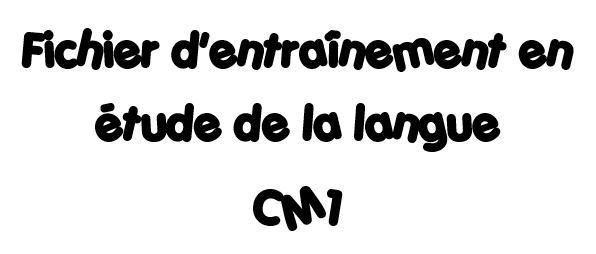 Fichier d'entraînement en
étude de la langue
CM1